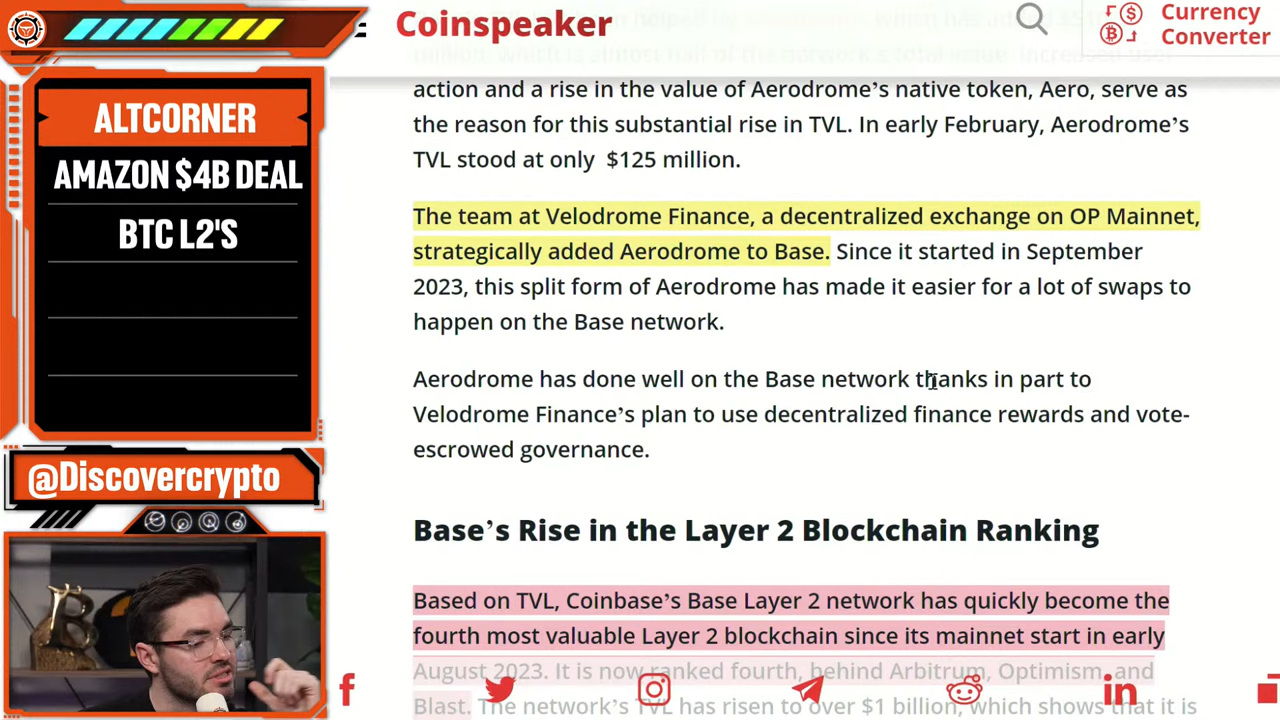 Coinspeaker
Currency
Converter
ALTCORNER
AMAZON $4B DEAL
BTC L2'S
@Discovercrypto
action and a rise in the value of Aerodrome’s native token, Aero, serve as
the reason for this substantial rise in TVL. In early February, Aerodrome’s
TVL stood at only $125 million.
The team at Velodrome Finance, a decentralized exchange on OP Mainnet,
strategically added Aerodrome to Base. Since it started in September
2023, this split form of Aerodrome has made it easier for a lot of swaps to
happen on the Base network.
Aerodrome has done well on the Base network thanks in part to
Velodrome Finance’s plan to use decentralized finance rewards and vote-
escrowed governance.
Base’s Rise in the Layer 2 Blockchain Ranking
Based on TVL, Coinbase’s Base Layer 2 network has quickly become the
fourth most valuable Layer 2 blockchain since its mainnet start in early
August 2023. It is now ranked fourth, behind Arbitrum, Optimism, and
Blast. The network’s TVL has risen to over $1 billion, which shows that it is